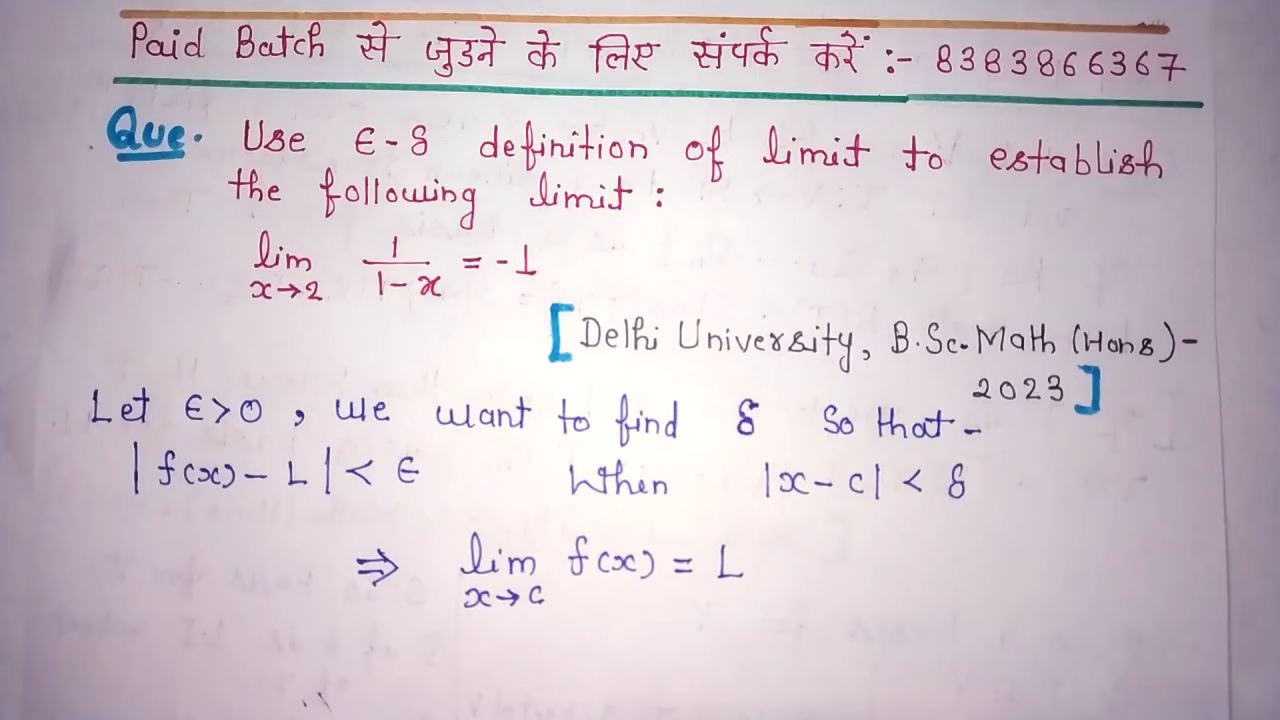 Paid Batch से जुडने के लिए संपर्क करें :- 8383866367
Que. Use ϵ-δ definition of limit to establish
the following limit :
lim x→2 1/(1-x) = -1
[Delhi University, B.Sc. Math (Hons)-
2023]
Let ϵ>0, we want to find δ so that-
|f(x)-L|<ϵ When |x-c|<δ
⇒ lim x→c f(x) = L